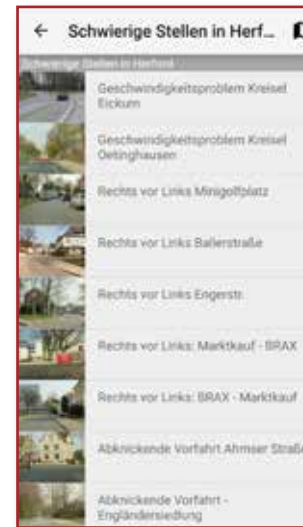 Schwierige Stellen in Herf...
Schwierige Stellen in Herford
Geschwindigkeitsproblem Kreisel
Eickum
Geschwindigkeitsproblem Kreisel
Oetinghausen
Rechts vor Links Minigolfplatz
Rechts vor Links Ballerstraße
Rechts vor Links Engerstr.
Rechts vor Links: Marktkauf - BRAX
Rechts vor Links: BRAX - Marktkauf
Abknickende Vorfahrt Ahmser Straße
Abknickende Vorfahrt -
Engländersiedlung